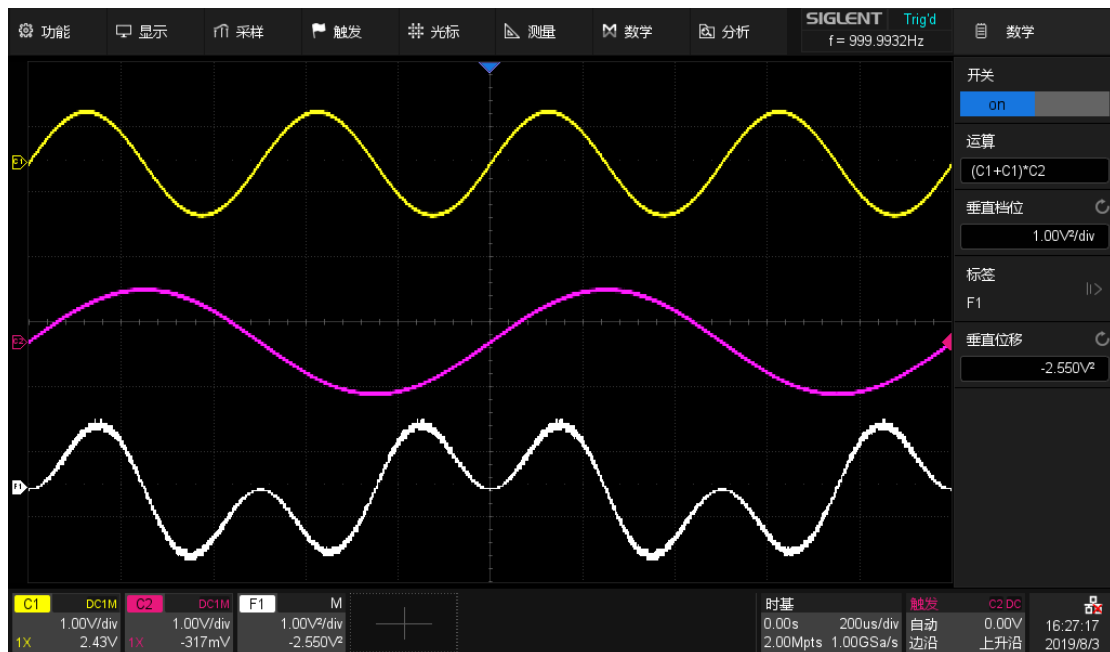 功能 显示 采样 触发 光标 测量 数学 分析
SIGLENT Trig'd
f = 999.9932Hz
数学
开关
on
运算
(C1+C1)*C2
垂直档位
1.00V²/div
标签
F1
垂直位移
-2.550V²
C1
C2
F1
C1 DC1M
1.00V/div
1X 2.43V
C2 DC1M
1.00V/div
1X -317mV
F1 M
1.00V²/div
-2.550V²
时基
0.00s 200us/div
2.00Mpts 1.00GSa/s
触发 C2 DC
自动 0.00V
边沿 上升沿
16:27:17
2019/8/3